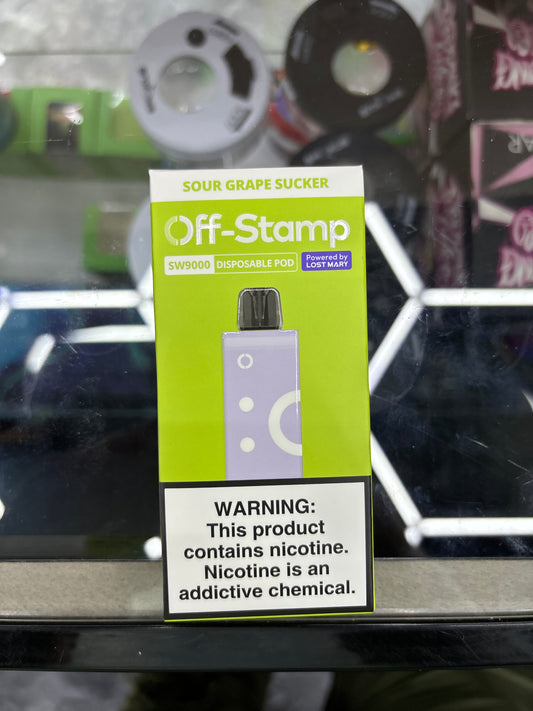 SOUR GRAPE SUCKER
Off-Stamp
SW9000 DISPOSABLE POD Powered by LOST MARY
WARNING:
This product
contains nicotine.
Nicotine is an
addictive chemical.